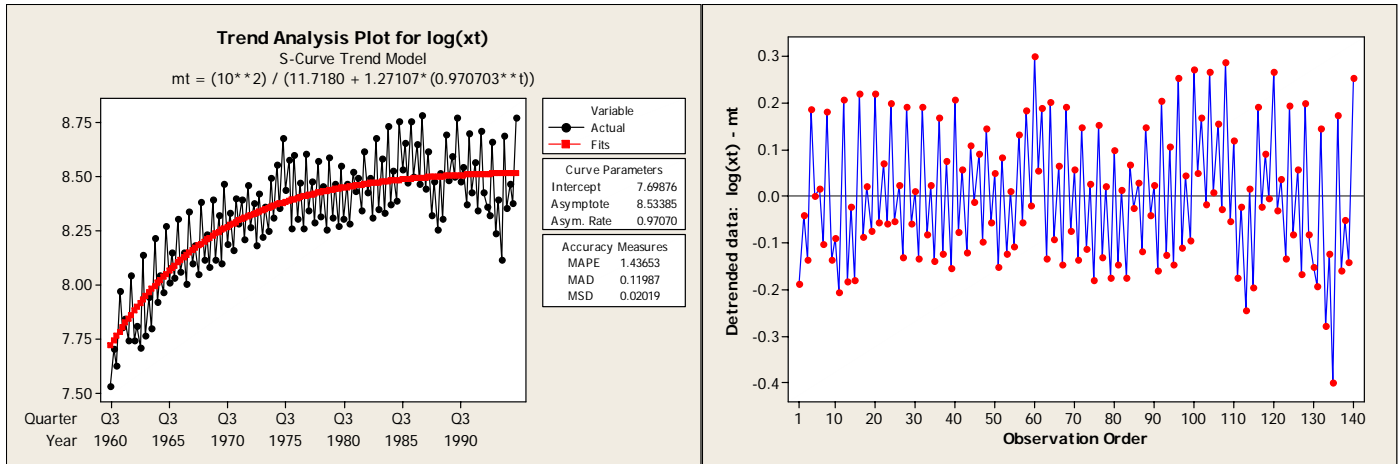 Trend Analysis Plot for log(xt)
S-Curve Trend Model
mt = (10**2) / (11.7180 + 1.27107*(0.970703**t))
8.75
8.50
8.25
8.00
7.75
7.50
Quarter Q3 Q3 Q3 Q3 Q3 Q3 Q3
Year 1960 1965 1970 1975 1980 1985 1990
Variable
Actual
Fits
Curve Parameters
Intercept 7.69876
Asymptote 8.53385
Asym. Rate 0.97070
Accuracy Measures
MAPE 1.43653
MAD 0.11987
MSD 0.02019
Detrended data: log(xt) - mt
0.3
0.2
0.1
0.0
-0.1
-0.2
-0.3
-0.4
1 10 20 30 40 50 60 70 80 90 100 110 120 130 140
Observation Order